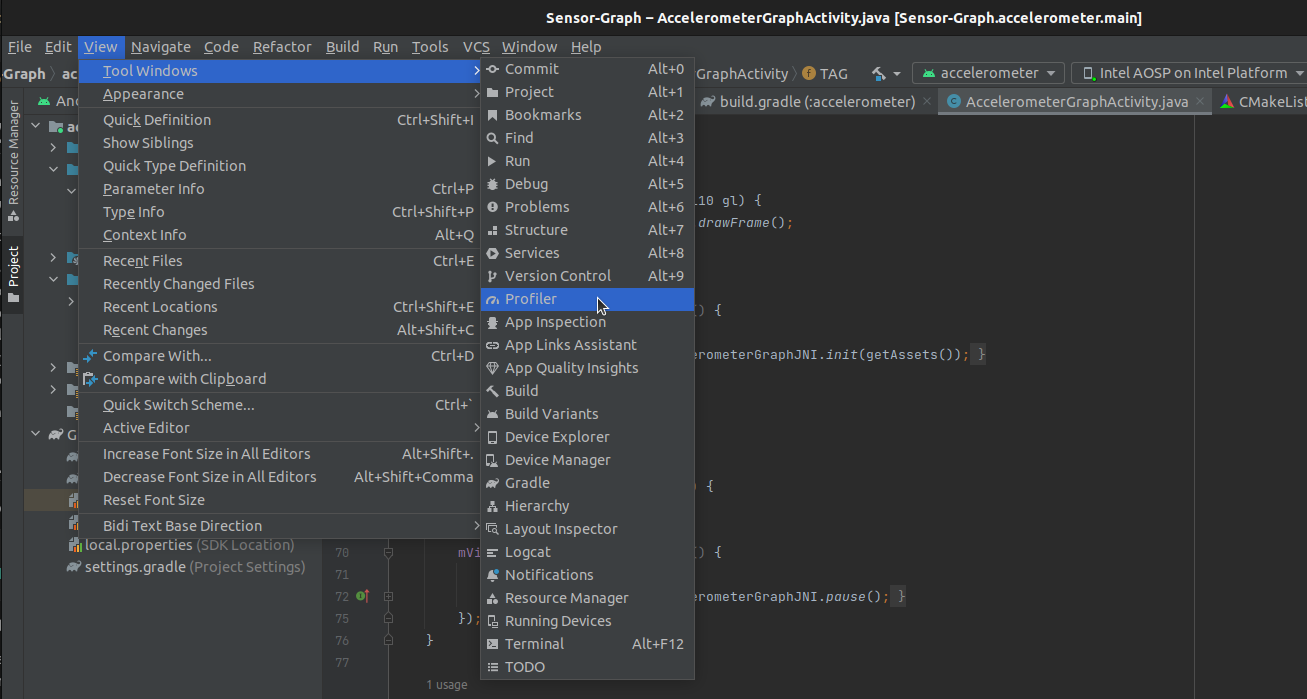 Sensor-Graph – AccelerometerGraphActivity.java [Sensor-Graph.accelerometer.main]
File Edit View Navigate Code Refactor Build Run Tools VCS Window Help
Graph GraphActivity TAG accelerometer Intel AOSP on Intel Platform
build.gradle (:accelerometer) AccelerometerGraphActivity.java
Resource Manager
Project
Tool Windows
Appearance
Quick Definition Ctrl+Shift+I
Show Siblings
Quick Type Definition
Parameter Info Ctrl+P
Type Info Ctrl+Shift+P
Context Info Alt+Q
Recent Files Ctrl+E
Recently Changed Files
Recent Locations Ctrl+Shift+E
Recent Changes Alt+Shift+C
Compare With... Ctrl+D
Compare with Clipboard
Quick Switch Scheme... Ctrl+`
Active Editor
Increase Font Size in All Editors Alt+Shift+.
Decrease Font Size in All Editors Alt+Shift+Comma
Reset Font Size
Bidi Text Base Direction
Commit Alt+0
Project Alt+1
Bookmarks Alt+2
Find Alt+3
Run Alt+4
Debug Alt+5
Problems Alt+6
Structure Alt+7
Services Alt+8
Version Control Alt+9
Profiler
App Inspection
App Links Assistant
App Quality Insights
Build
Build Variants
Device Explorer
Device Manager
Gradle
Hierarchy
Layout Inspector
Logcat
Notifications
Resource Manager
Running Devices
Terminal Alt+F12
TODO
local.properties (SDK Location)
settings.gradle (Project Settings)
10 gl) {
drawFrame();
) {
erometerGraphJNI.init(getAssets()); }
) {
70 mVi ) {
71
72 erometerGraphJNI.pause(); }
75 });
76 }
77
1 usage